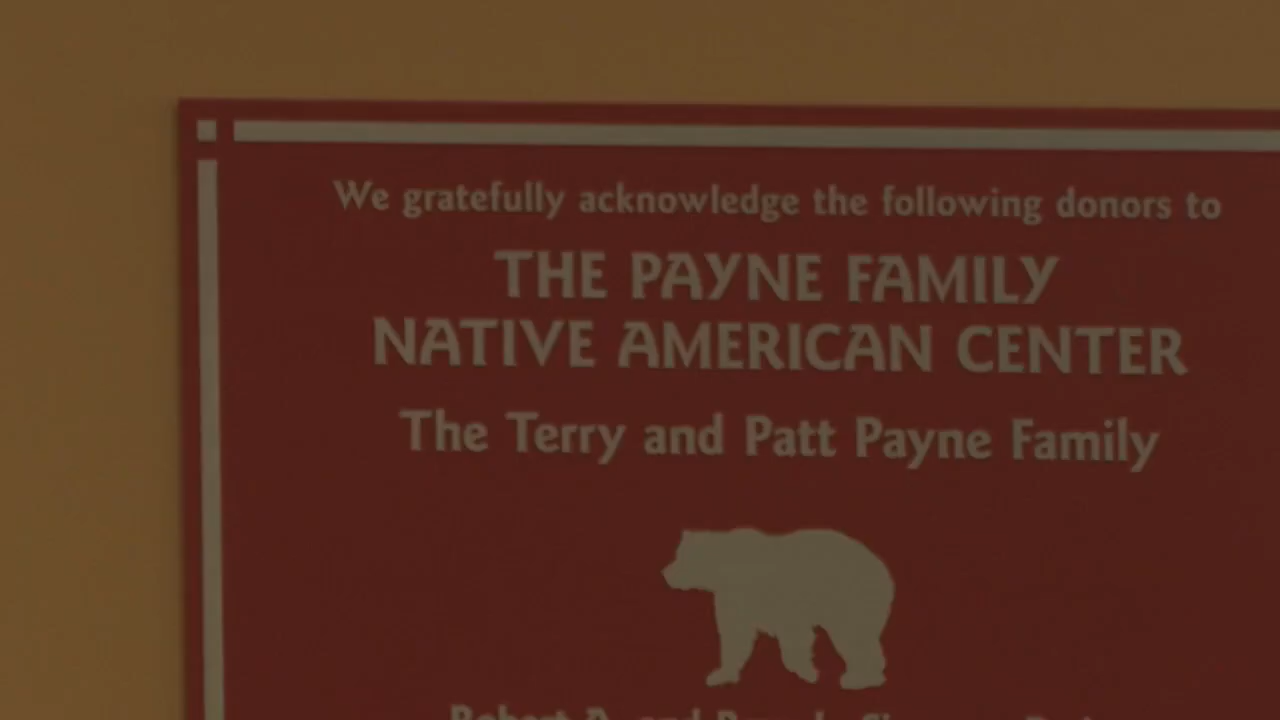 We gratefully acknowledge the following donors to
THE PAYNE FAMILY
NATIVE AMERICAN CENTER
The Terry and Patt Payne Family